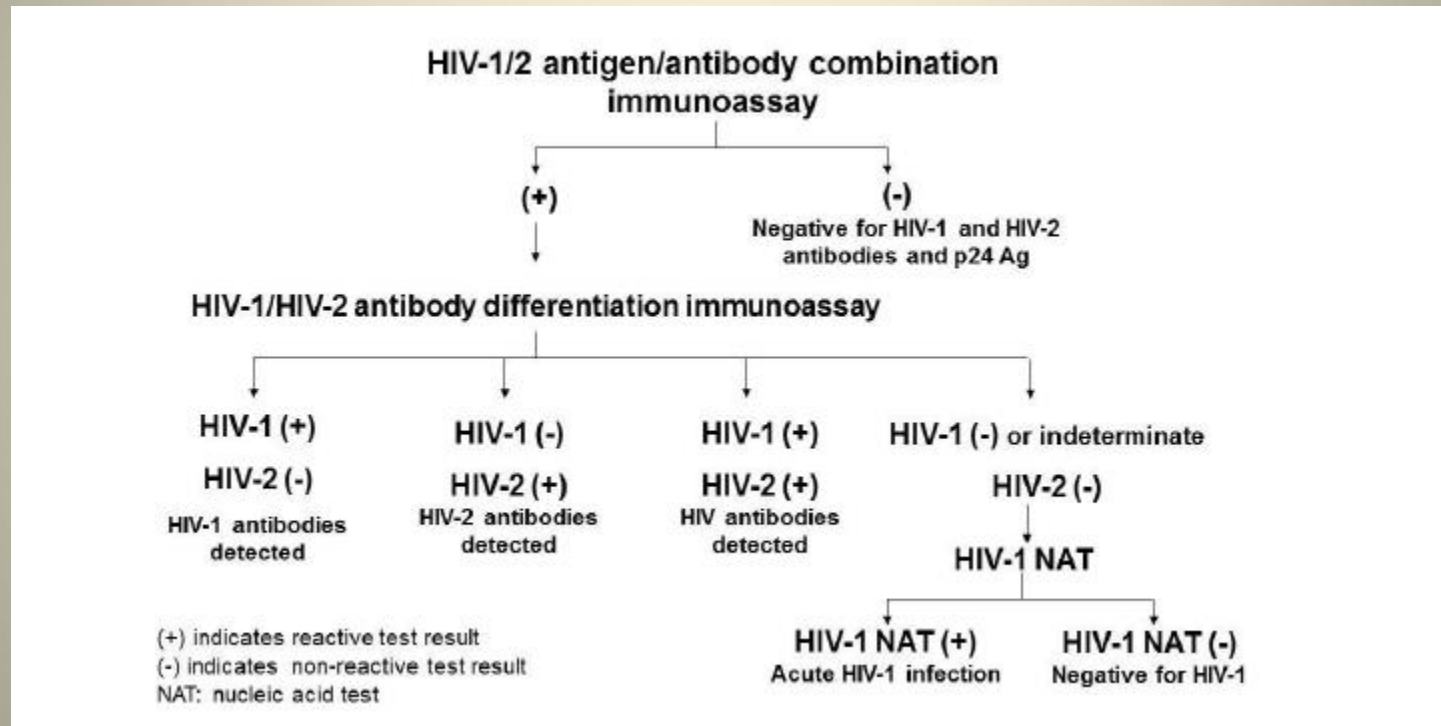 HIV-1/2 antigen/antibody combination
immunoassay
(+)
(-)
Negative for HIV-1 and HIV-2
antibodies and p24 Ag
HIV-1/HIV-2 antibody differentiation immunoassay
HIV-1 (+)
HIV-2 (-)
HIV-1 antibodies
detected
HIV-1 (-)
HIV-2 (+)
HIV-2 antibodies
detected
HIV-1 (+)
HIV-2 (+)
HIV antibodies
detected
HIV-1 (-) or indeterminate
HIV-2 (-)
HIV-1 NAT
HIV-1 NAT (+)
Acute HIV-1 infection
HIV-1 NAT (-)
Negative for HIV-1
(+) indicates reactive test result
(-) indicates non-reactive test result
NAT: nucleic acid test